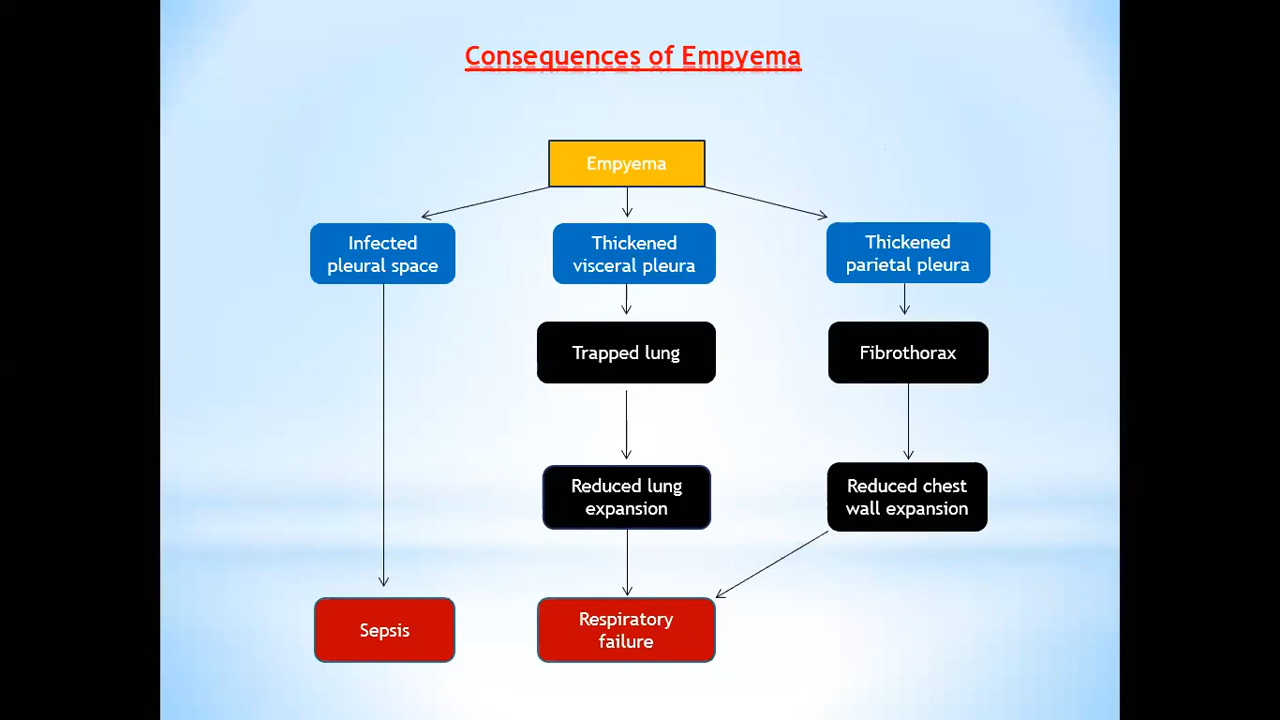 Consequences of Empyema
Empyema
Infected
pleural space
Thickened
visceral pleura
Thickened
parietal pleura
Trapped lung
Fibrothorax
Reduced lung
expansion
Reduced chest
wall expansion
Sepsis
Respiratory
failure